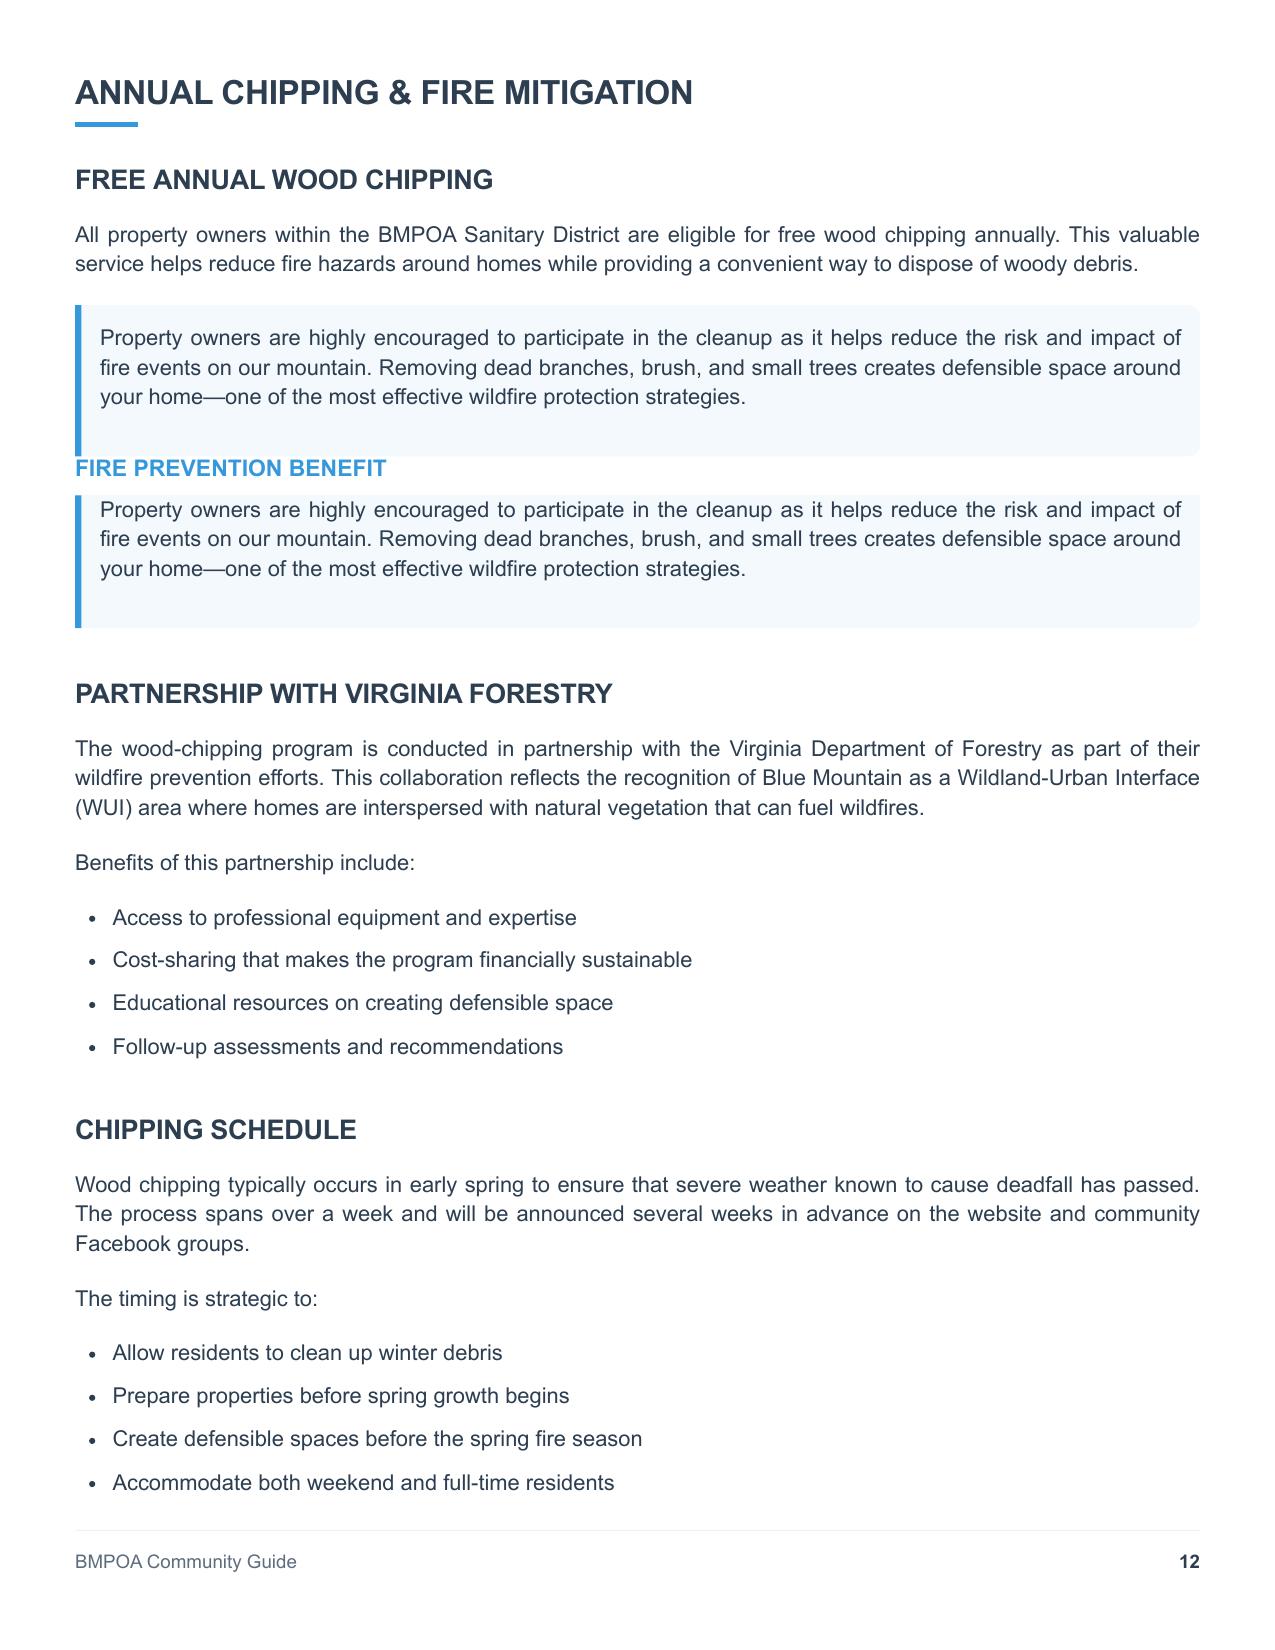 ANNUAL CHIPPING & FIRE MITIGATION
FREE ANNUAL WOOD CHIPPING
All property owners within the BMPOA Sanitary District are eligible for free wood chipping annually. This valuable
service helps reduce fire hazards around homes while providing a convenient way to dispose of woody debris.
Property owners are highly encouraged to participate in the cleanup as it helps reduce the risk and impact of
fire events on our mountain. Removing dead branches, brush, and small trees creates defensible space around
your home—one of the most effective wildfire protection strategies.
FIRE PREVENTION BENEFIT
Property owners are highly encouraged to participate in the cleanup as it helps reduce the risk and impact of
fire events on our mountain. Removing dead branches, brush, and small trees creates defensible space around
your home—one of the most effective wildfire protection strategies.
PARTNERSHIP WITH VIRGINIA FORESTRY
The wood-chipping program is conducted in partnership with the Virginia Department of Forestry as part of their
wildfire prevention efforts. This collaboration reflects the recognition of Blue Mountain as a Wildland-Urban Interface
(WUI) area where homes are interspersed with natural vegetation that can fuel wildfires.
Benefits of this partnership include:
• Access to professional equipment and expertise
• Cost-sharing that makes the program financially sustainable
• Educational resources on creating defensible space
• Follow-up assessments and recommendations
CHIPPING SCHEDULE
Wood chipping typically occurs in early spring to ensure that severe weather known to cause deadfall has passed.
The process spans over a week and will be announced several weeks in advance on the website and community
Facebook groups.
The timing is strategic to:
• Allow residents to clean up winter debris
• Prepare properties before spring growth begins
• Create defensible spaces before the spring fire season
• Accommodate both weekend and full-time residents
BMPOA Community Guide
12